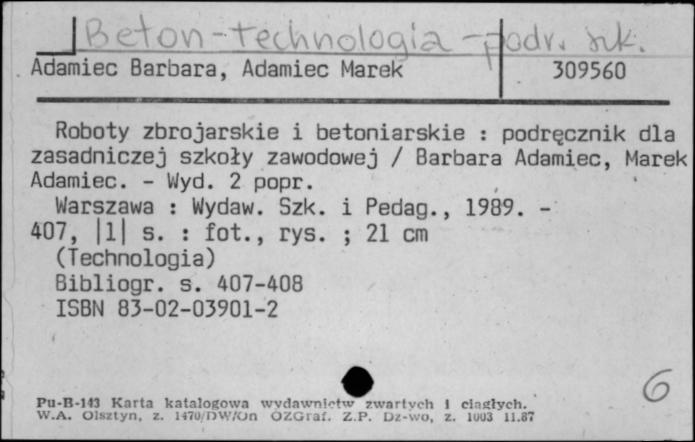 Beton-technologia - podr. szk.
Adamiec Barbara, Adamiec Marek 309560
Roboty zbrojarskie i betoniarskie : podręcznik dla
zasadniczej szkoły zawodowej / Barbara Adamiec, Marek
Adamiec. - Wyd. 2 popr.
Warszawa : Wydaw. Szk. i Pedag., 1989. -
407, |1| s. : fot., rys. ; 21 cm
(Technologia)
Bibliogr. s. 407-408
ISBN 83-02-03901-2
Pu-B-143 Karta katalogowa wydawnictw zwartych i ciągłych.
W.A. Olsztyn, z. 1470/DW/On OZGraf. Z.P. Dz-wo, z. 1003 11.87
6